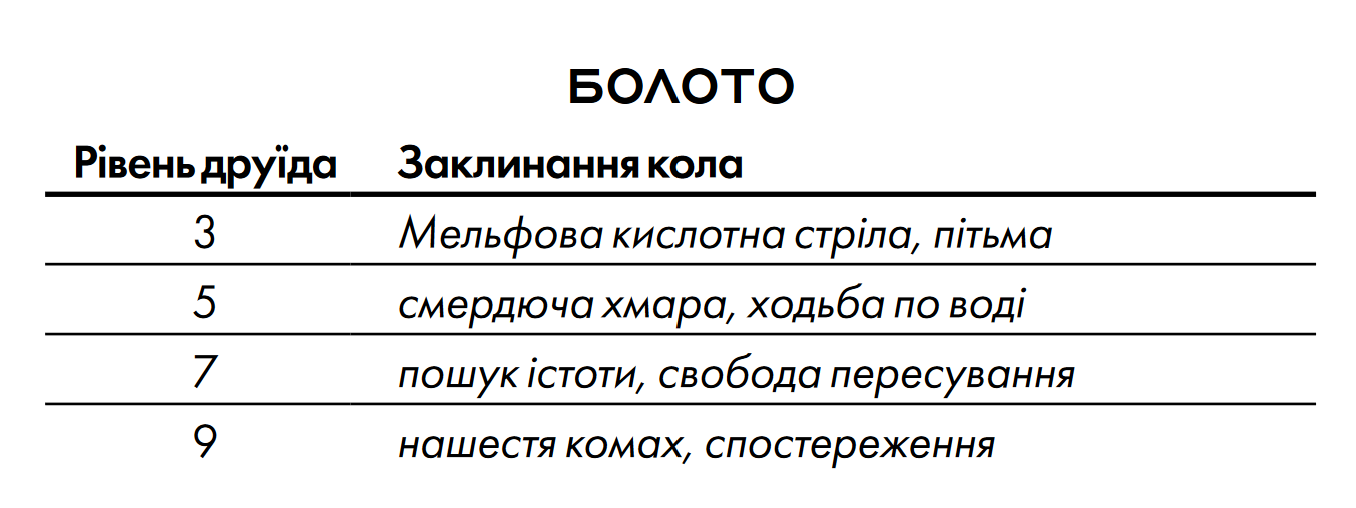 БОЛОТО
Рівень друїда Заклинання кола
3 Мельфова кислотна стріла, пітьма
5 смердюча хмара, ходьба по воді
7 пошук істоти, свобода пересування
9 нашестя комах, спостереження